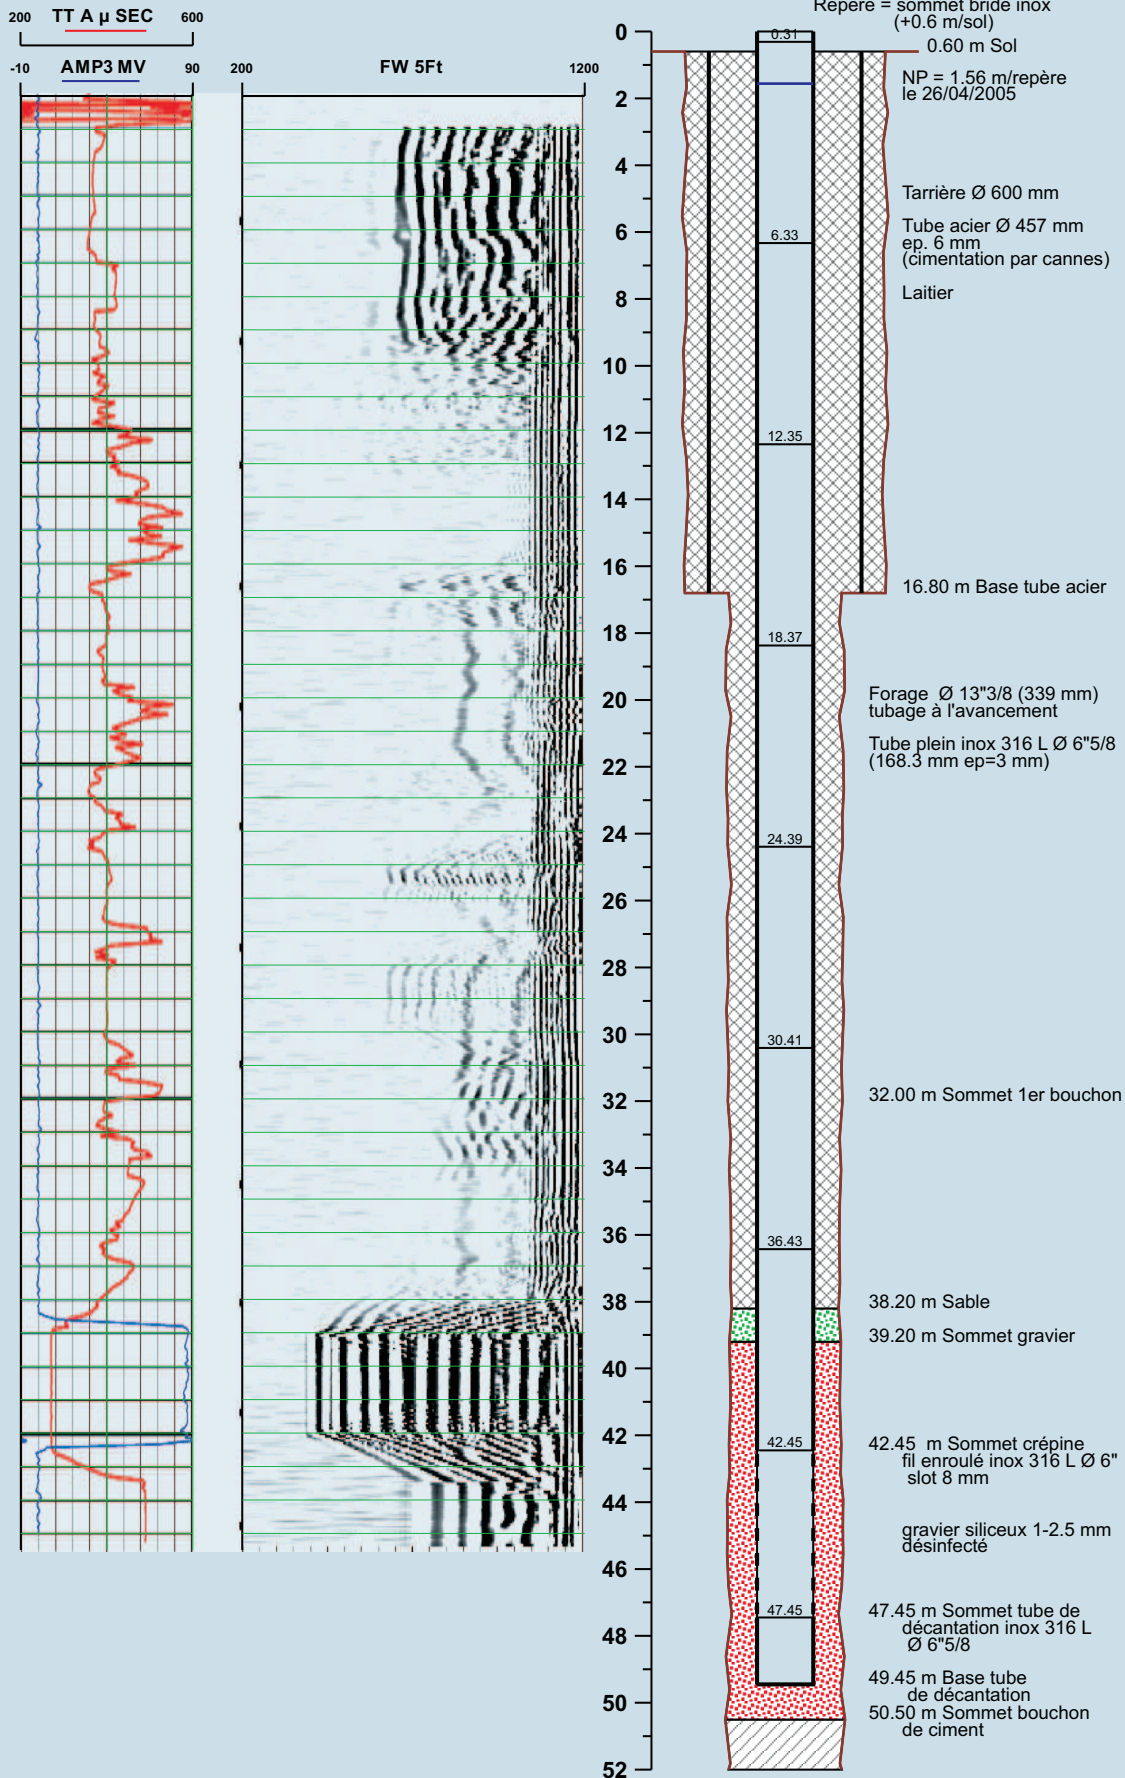 200 TT A µ SEC 600
-10 AMP3 MV 90
200 FW 5Ft 1200
Repère = sommet bride inox
(+0.6 m/sol)
0.60 m Sol
NP = 1.56 m/repère
le 26/04/2005
Tarrière Ø 600 mm
Tube acier Ø 457 mm
ep. 6 mm
(cimentation par cannes)
Laitier
16.80 m Base tube acier
Forage Ø 13"3/8 (339 mm)
tubage à l'avancement
Tube plein inox 316 L Ø 6"5/8
(168.3 mm ep=3 mm)
32.00 m Sommet 1er bouchon
38.20 m Sable
39.20 m Sommet gravier
42.45 m Sommet crépine
fil enroulé inox 316 L Ø 6"
slot 8 mm
gravier siliceux 1-2.5 mm
désinfecté
47.45 m Sommet tube de
décantation inox 316 L
Ø 6"5/8
49.45 m Base tube
de décantation
50.50 m Sommet bouchon
de ciment
0
2
4
6
8
10
12
14
16
18
20
22
24
26
28
30
32
34
36
38
40
42
44
46
48
50
52
0.31
6.33
12.35
18.37
24.39
30.41
36.43
42.45
47.45